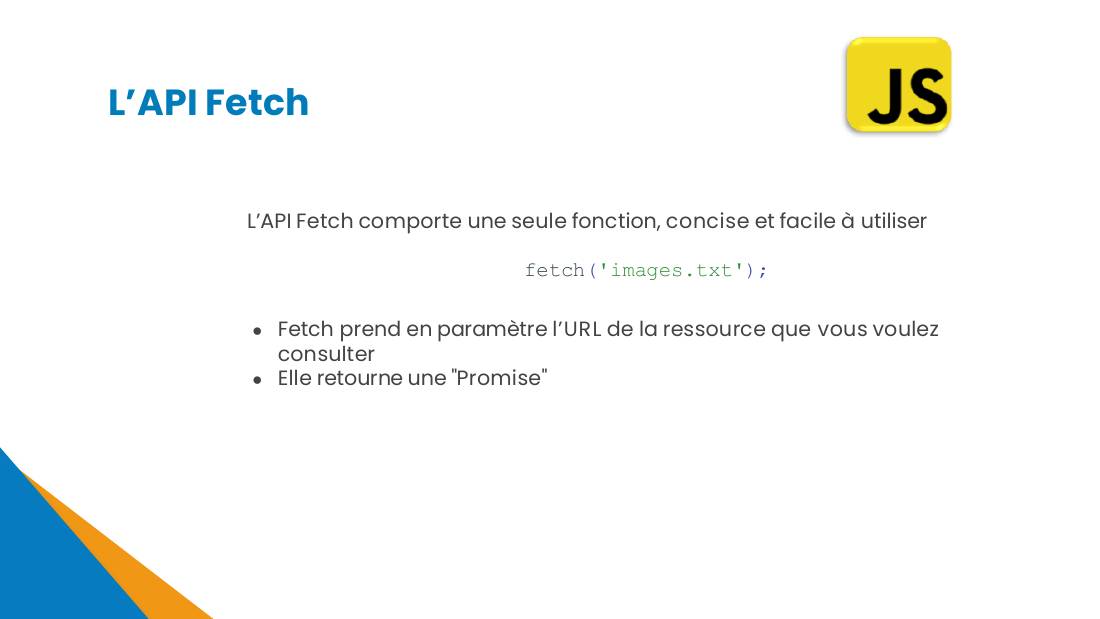 JS
L’API Fetch
L’API Fetch comporte une seule fonction, concise et facile à utiliser
fetch('images.txt');
● Fetch prend en paramètre l’URL de la ressource que vous voulez
consulter
● Elle retourne une "Promise"